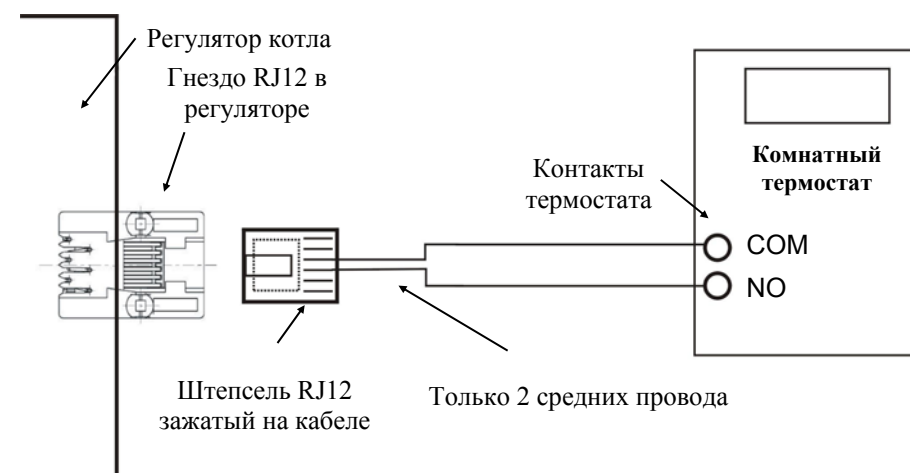 Регулятор котла
Гнездо RJ12 в
регуляторе
Комнатный
термостат
Контакты
термостата
COM
NO
Штепсель RJ12
зажатый на кабеле
Только 2 средних провода